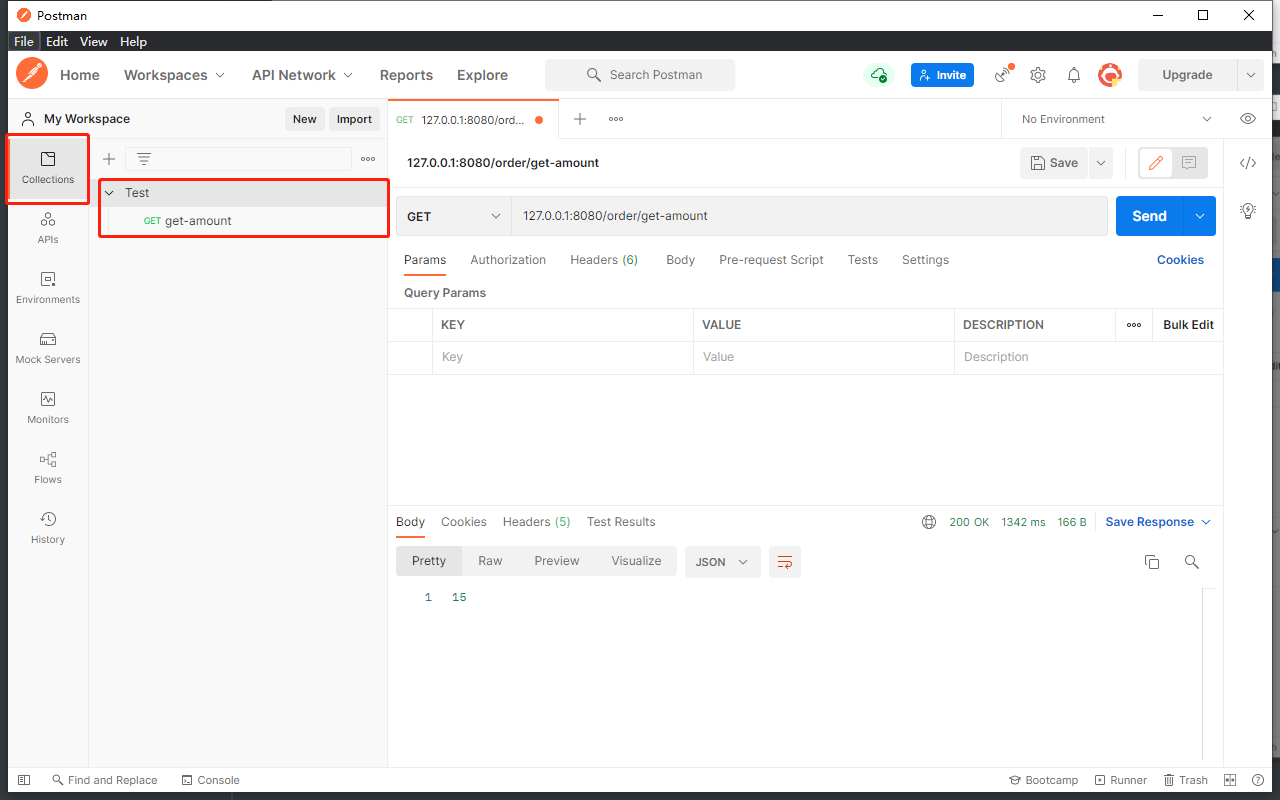 Postman
File Edit View Help
Home Workspaces API Network Reports Explore Search Postman Invite Upgrade
My Workspace New Import GET 127.0.0.1:8080/ord... No Environment
Collections
127.0.0.1:8080/order/get-amount Save
Test
GET get-amount
GET 127.0.0.1:8080/order/get-amount Send
APIs
Params Authorization Headers (6) Body Pre-request Script Tests Settings Cookies
Environments
Query Params
KEY VALUE DESCRIPTION Bulk Edit
Key Value Description
Mock Servers
Monitors
Flows
History
Body Cookies Headers (5) Test Results 200 OK 1342 ms 166 B Save Response
Pretty Raw Preview Visualize JSON
1 15
Find and Replace Console Bootcamp Runner Trash